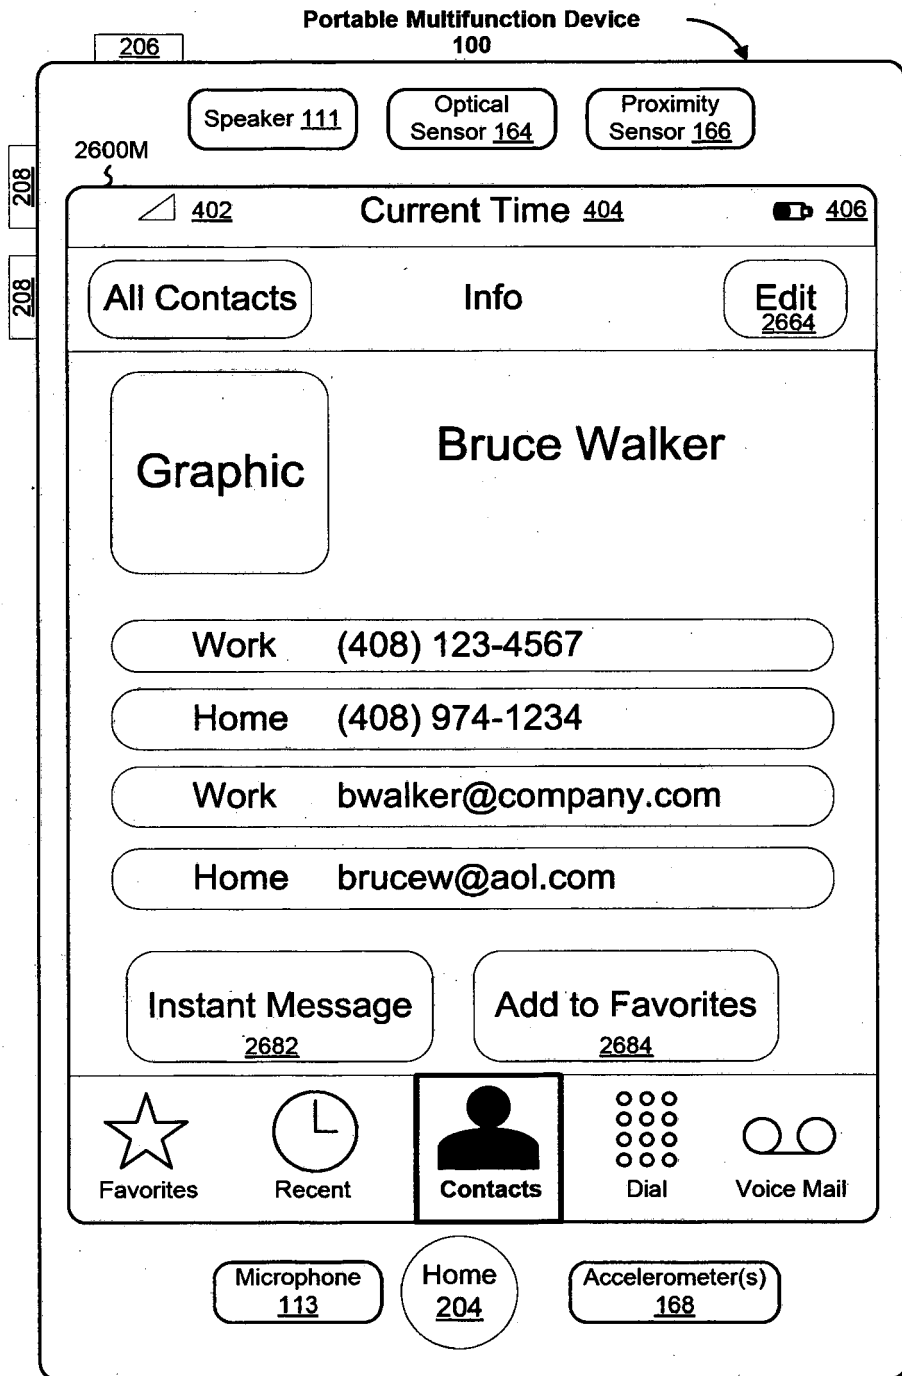 Portable Multifunction Device
100
206
Speaker 111
Optical
Sensor 164
Proximity
Sensor 166
2600M
208
208
402
Current Time 404
406
All Contacts
Info
Edit
2664
Graphic
Bruce Walker
Work (408) 123-4567
Home (408) 974-1234
Work bwalker@company.com
Home brucew@aol.com
Instant Message
2682
Add to Favorites
2684
Favorites
Recent
Contacts
Dial
Voice Mail
Microphone
113
Home
204
Accelerometer(s)
168